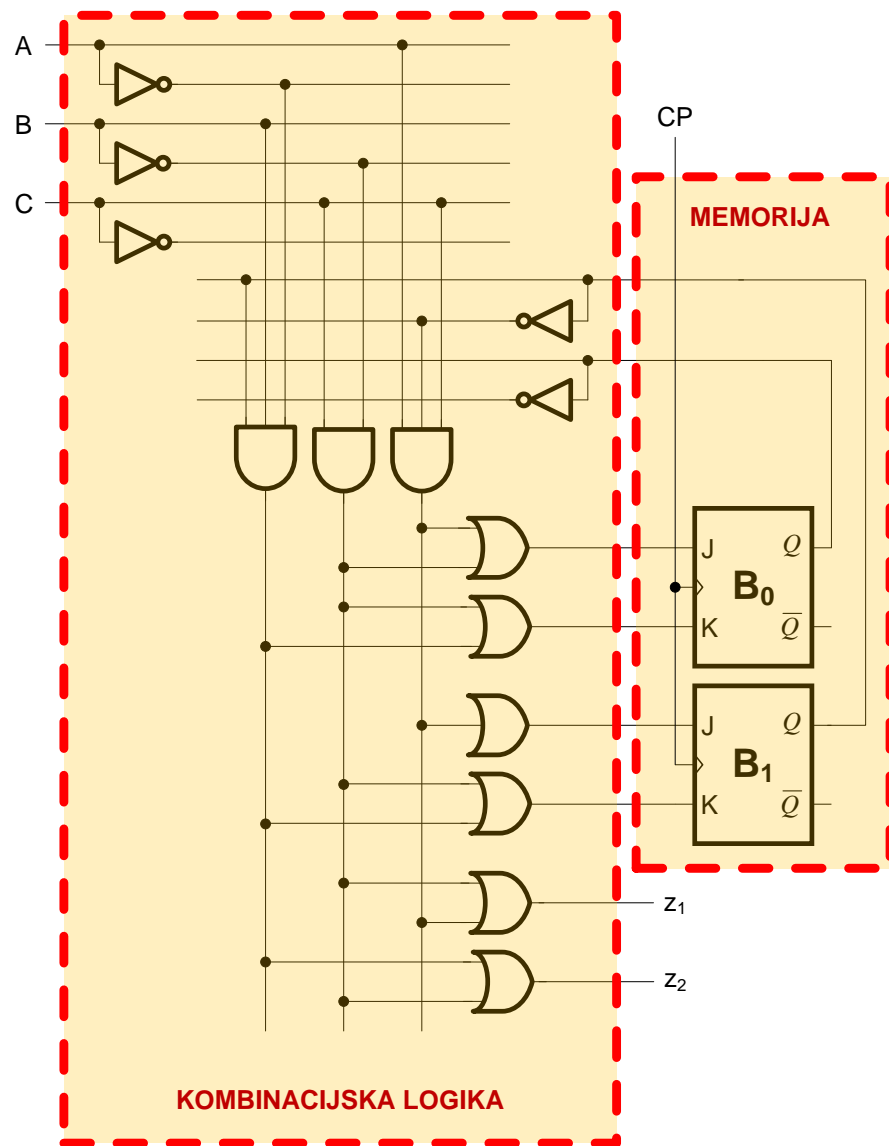 A
B
CP
C
MEMORIJA
J Q
B₀
K Q̅
J Q
B₁
K Q̅
z₁
z₂
KOMBINACIJSKA LOGIKA